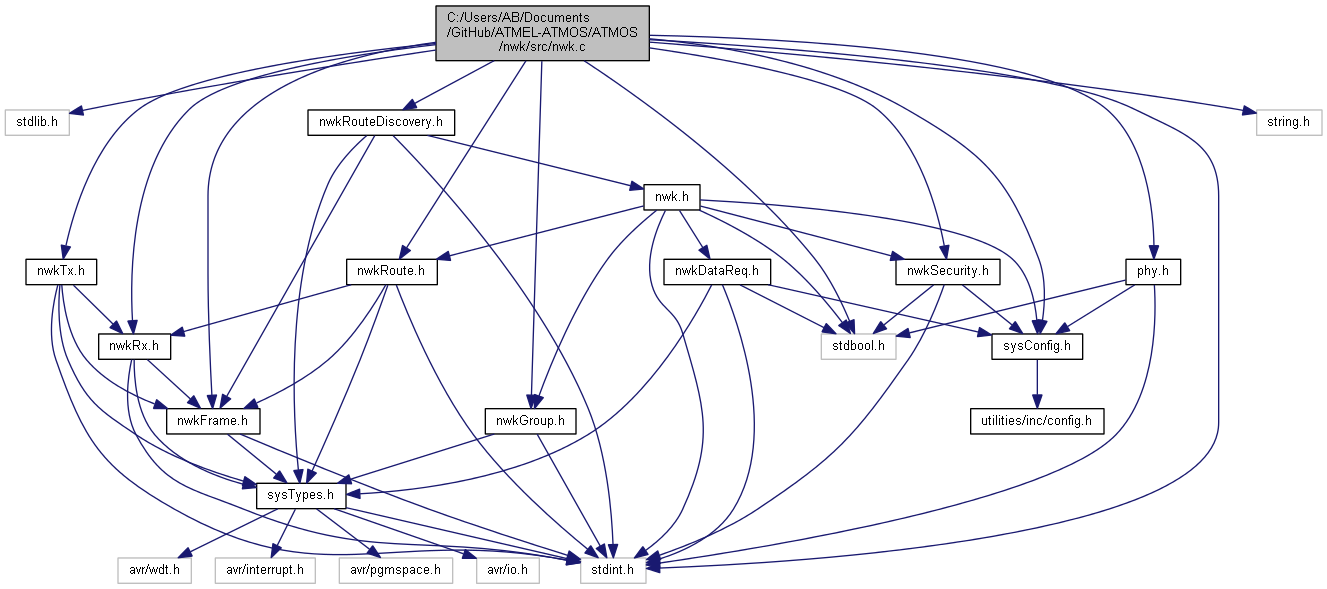 C:/Users/AB/Documents
/GitHub/ATMEL-ATMOS/ATMOS
/nwk/src/nwk.c
stdlib.h
nwkRouteDiscovery.h
string.h
nwk.h
nwkTx.h
nwkRoute.h
nwkDataReq.h
nwkSecurity.h
phy.h
nwkRx.h
stdbool.h
sysConfig.h
nwkFrame.h
nwkGroup.h
utilities/inc/config.h
sysTypes.h
avr/wdt.h
avr/interrupt.h
avr/pgmspace.h
avr/io.h
stdint.h